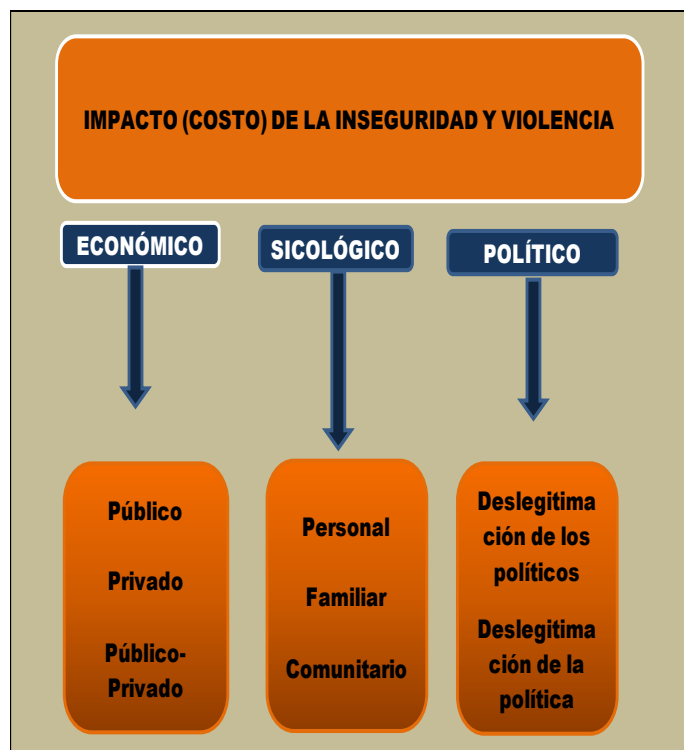 IMPACTO (COSTO) DE LA INSEGURIDAD Y VIOLENCIA
ECONÓMICO
SICOLÓGICO
POLÍTICO
Público
Privado
Público-
Privado
Personal
Familiar
Comunitario
Deslegitima
ción de los
políticos
Deslegitima
ción de la
política